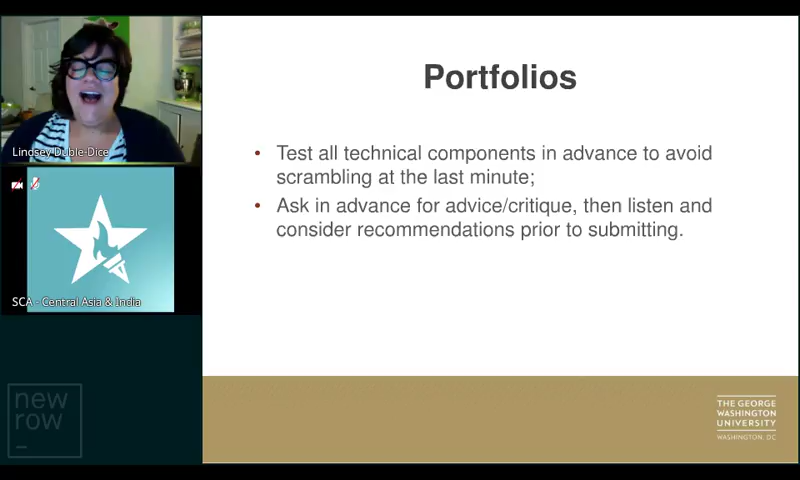 Lindsey Duble-Dice
SCA - Central Asia & India
new
row
Portfolios
• Test all technical components in advance to avoid
scrambling at the last minute;
• Ask in advance for advice/critique, then listen and
consider recommendations prior to submitting.
THE GEORGE
WASHINGTON
UNIVERSITY
WASHINGTON, DC